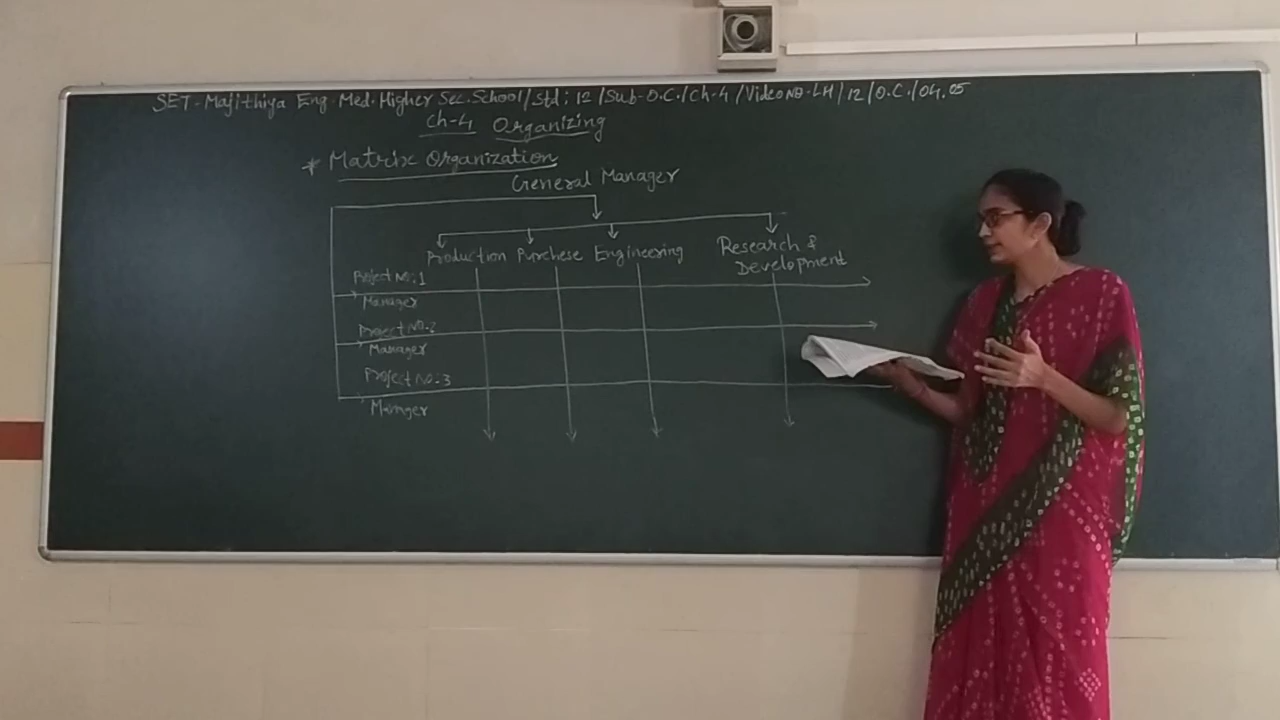 SET-Majithiya Eng. Med. Higher Sec. School/Std: 12/Sub-O.C./Ch-4/Video No-LH/12/O.C./04.05
Ch-4 Organizing
* Matrix Organization
General Manager
Production Purchese Engineering Research &
Development
Project No:1
Manager
Project No-2
Manager
Project No-3
Manager